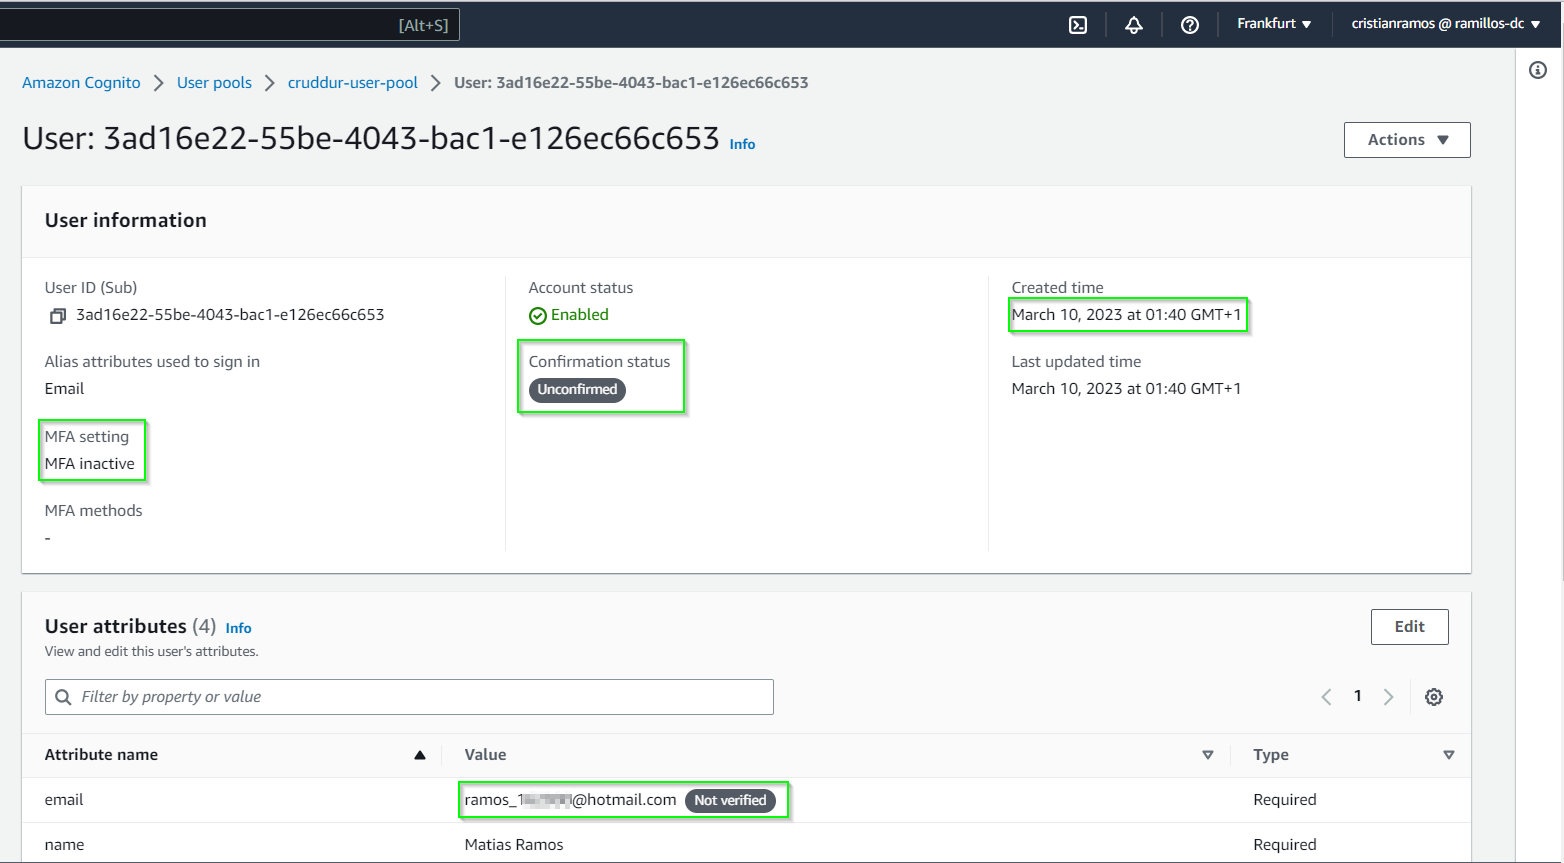 [Alt+S] Frankfurt cristianramos @ ramillos-dc
Amazon Cognito User pools cruddur-user-pool User: 3ad16e22-55be-4043-bac1-e126ec66c653
User: 3ad16e22-55be-4043-bac1-e126ec66c653 Info
Actions
User information
User ID (Sub)
3ad16e22-55be-4043-bac1-e126ec66c653
Alias attributes used to sign in
Email
MFA setting
MFA inactive
MFA methods
-
Account status
Enabled
Confirmation status
Unconfirmed
Created time
March 10, 2023 at 01:40 GMT+1
Last updated time
March 10, 2023 at 01:40 GMT+1
User attributes (4) Info
View and edit this user's attributes.
Edit
Filter by property or value
1
Attribute name Value Type
email ramos_1 @hotmail.com Not verified Required
name Matias Ramos Required